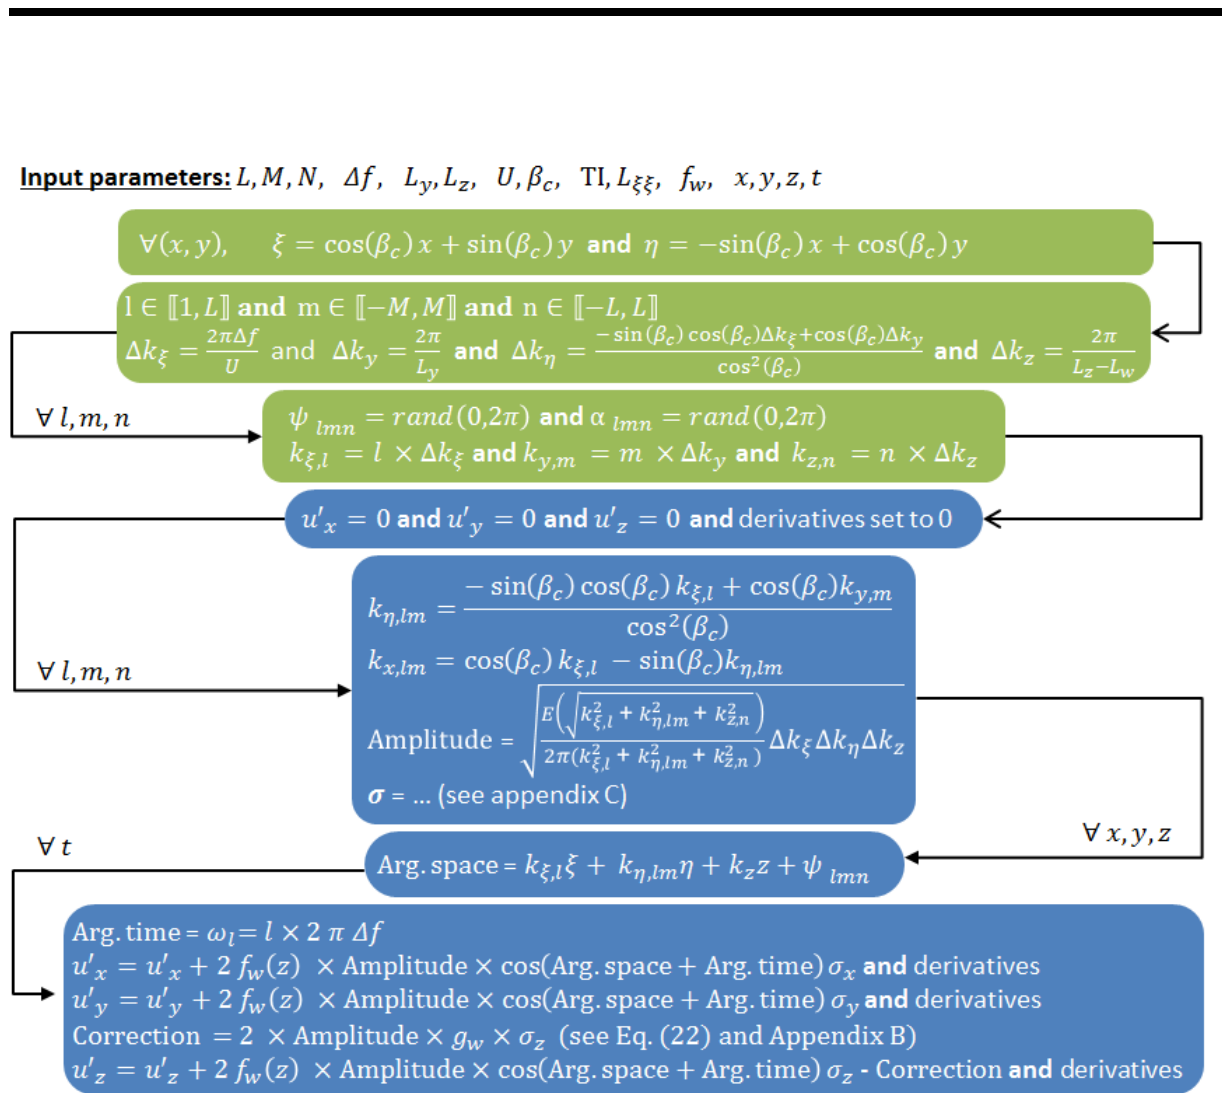 Input parameters: L, M, N, Δf, L_y, L_z, U, β_c, TI, L_ξξ, f_w, x, y, z, t
∀(x, y), ξ = cos(β_c) x + sin(β_c) y and η = −sin(β_c) x + cos(β_c) y
l ∈ ⟦1, L⟧ and m ∈ ⟦−M, M⟧ and n ∈ ⟦−L, L⟧
Δk_ξ = 2πΔf/U and Δk_y = 2π/L_y and Δk_η = (− sin(β_c) cos(β_c)Δk_ξ+cos(β_c)Δk_y)/cos²(β_c) and Δk_z = 2π/(L_z−L_w)
∀ l, m, n
ψ_lmn = rand(0,2π) and α_lmn = rand(0,2π)
k_ξ,l = l × Δk_ξ and k_y,m = m × Δk_y and k_z,n = n × Δk_z
u'_x = 0 and u'_y = 0 and u'_z = 0 and derivatives set to 0
∀ l, m, n
k_η,lm = (− sin(β_c) cos(β_c) k_ξ,l + cos(β_c)k_y,m)/cos²(β_c)
k_x,lm = cos(β_c) k_ξ,l − sin(β_c)k_η,lm
Amplitude = √(E(√(k²_ξ,l + k²_η,lm + k²_z,n))/(2π(k²_ξ,l + k²_η,lm + k²_z,n)) Δk_ξΔk_ηΔk_z)
σ = ... (see appendix C)
∀ x, y, z
∀ t
Arg. space = k_ξ,l ξ + k_η,lm η + k_z z + ψ_lmn
Arg. time = ω_l = l × 2 π Δf
u'_x = u'_x + 2 f_w(z) × Amplitude × cos(Arg. space + Arg. time) σ_x and derivatives
u'_y = u'_y + 2 f_w(z) × Amplitude × cos(Arg. space + Arg. time) σ_y and derivatives
Correction = 2 × Amplitude × g_w × σ_z (see Eq. (22) and Appendix B)
u'_z = u'_z + 2 f_w(z) × Amplitude × cos(Arg. space + Arg. time) σ_z - Correction and derivatives